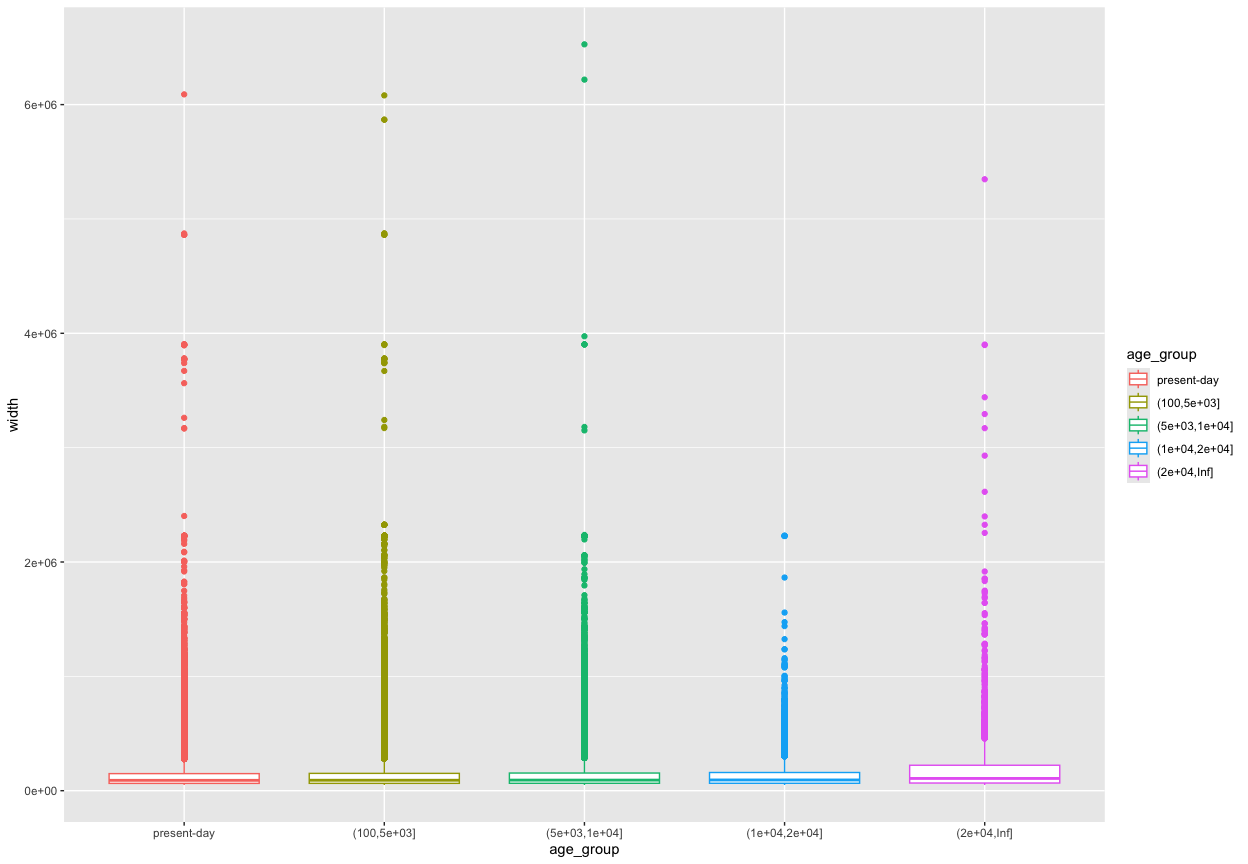 width
6e+06
4e+06
2e+06
0e+00
present-day
(100,5e+03]
(5e+03,1e+04]
(1e+04,2e+04]
(2e+04,Inf]
age_group
age_group
present-day
(100,5e+03]
(5e+03,1e+04]
(1e+04,2e+04]
(2e+04,Inf]